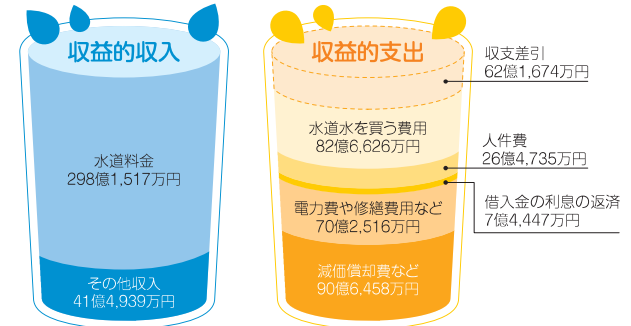 収益的収入
水道料金
298億1,517万円
その他収入
41億4,939万円
収益的支出
水道水を買う費用
82億6,626万円
電力費や修繕費用など
70億2,516万円
減価償却費など
90億6,458万円
収支差引
62億1,674万円
人件費
26億4,735万円
借入金の利息の返済
7億4,447万円